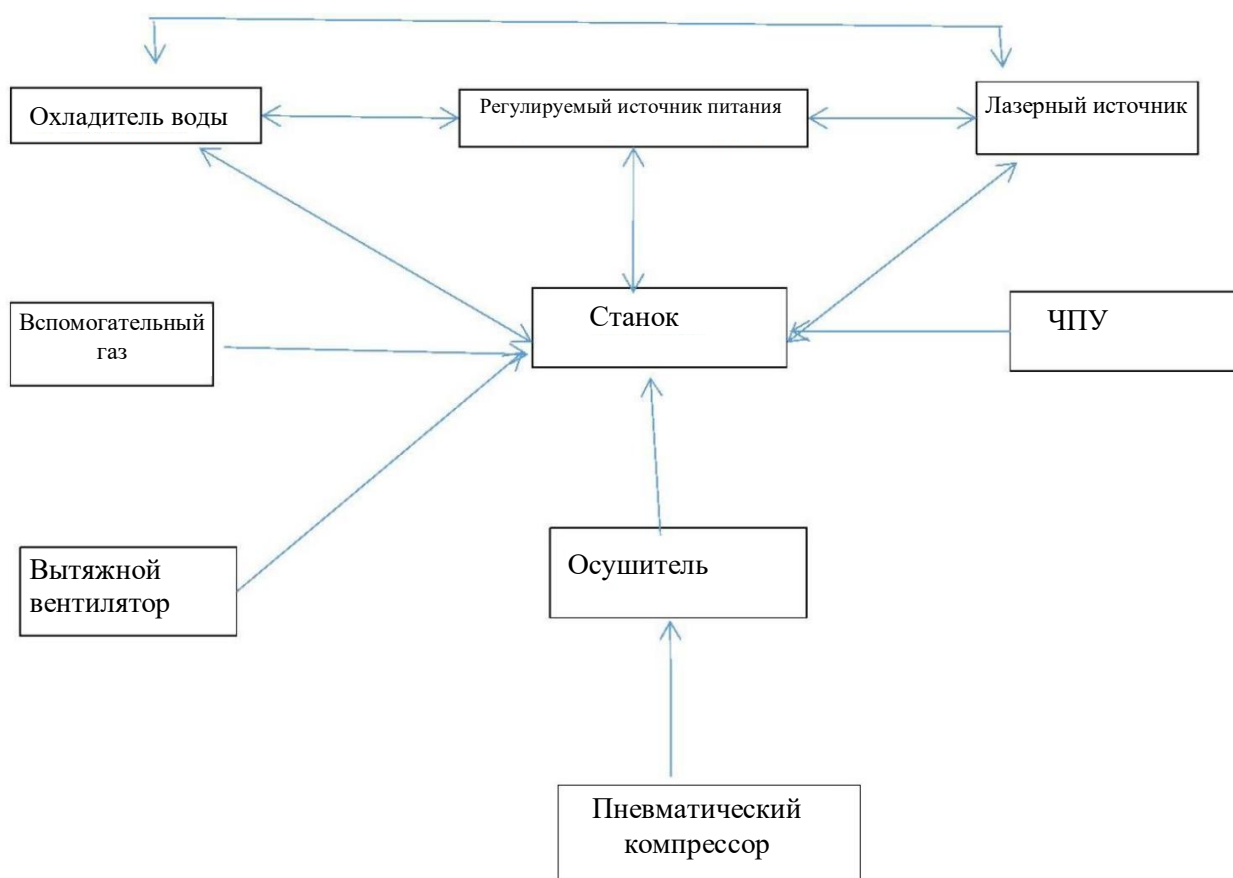 Охладитель воды
Регулируемый источник питания
Лазерный источник
Вспомогательный
газ
Станок
ЧПУ
Вытяжной
вентилятор
Осушитель
Пневматический
компрессор